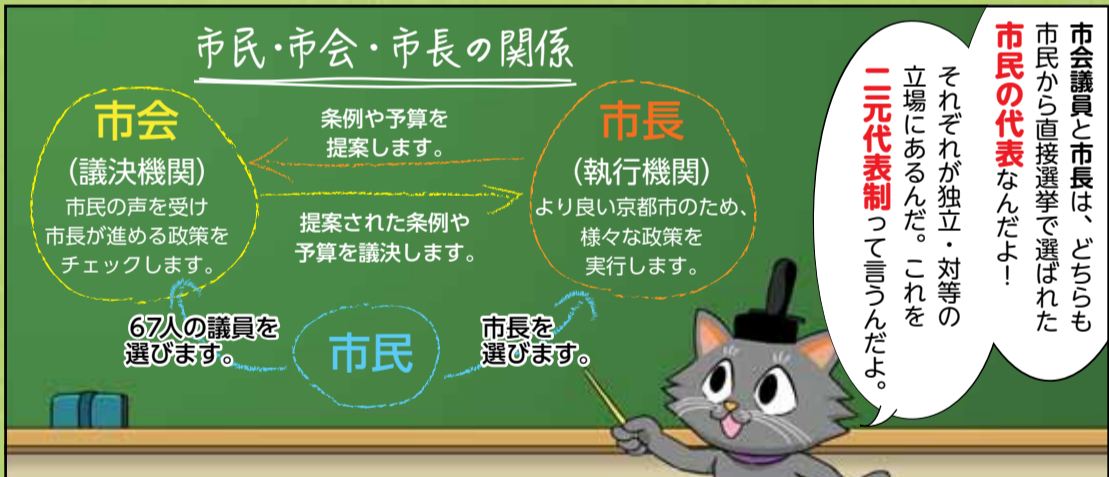 市民・市会・市長の関係
市会
(議決機関)
市民の声を受け
市長が進める政策を
チェックします。
条例や予算を
提案します。
提案された条例や
予算を議決します。
市長
(執行機関)
より良い京都市のため、
様々な政策を
実行します。
67人の議員を
選びます。
市民
市長を
選びます。
市会議員と市長は、どちらも
市民から直接選挙で選ばれた
市民の代表なんだよ!
それぞれが独立・対等の
立場にあるんだ。これを
二元代表制って言うんだよ。